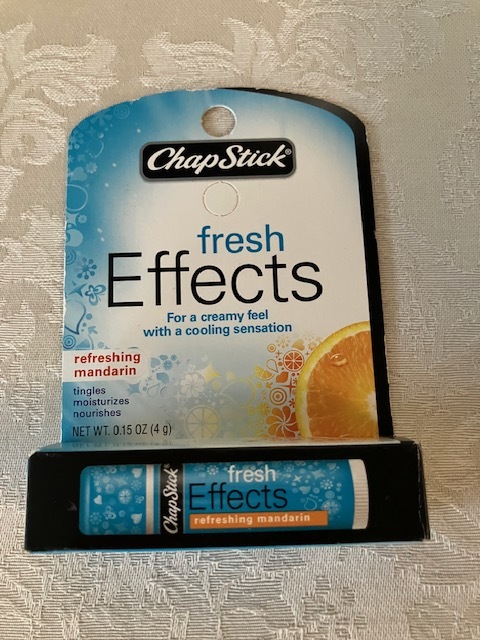 ChapStick®
fresh
Effects
For a creamy feel
with a cooling sensation
refreshing
mandarin
tingles
moisturizes
nourishes
NET WT. 0.15 OZ (4 g)
ChapStick®
fresh
Effects
refreshing mandarin